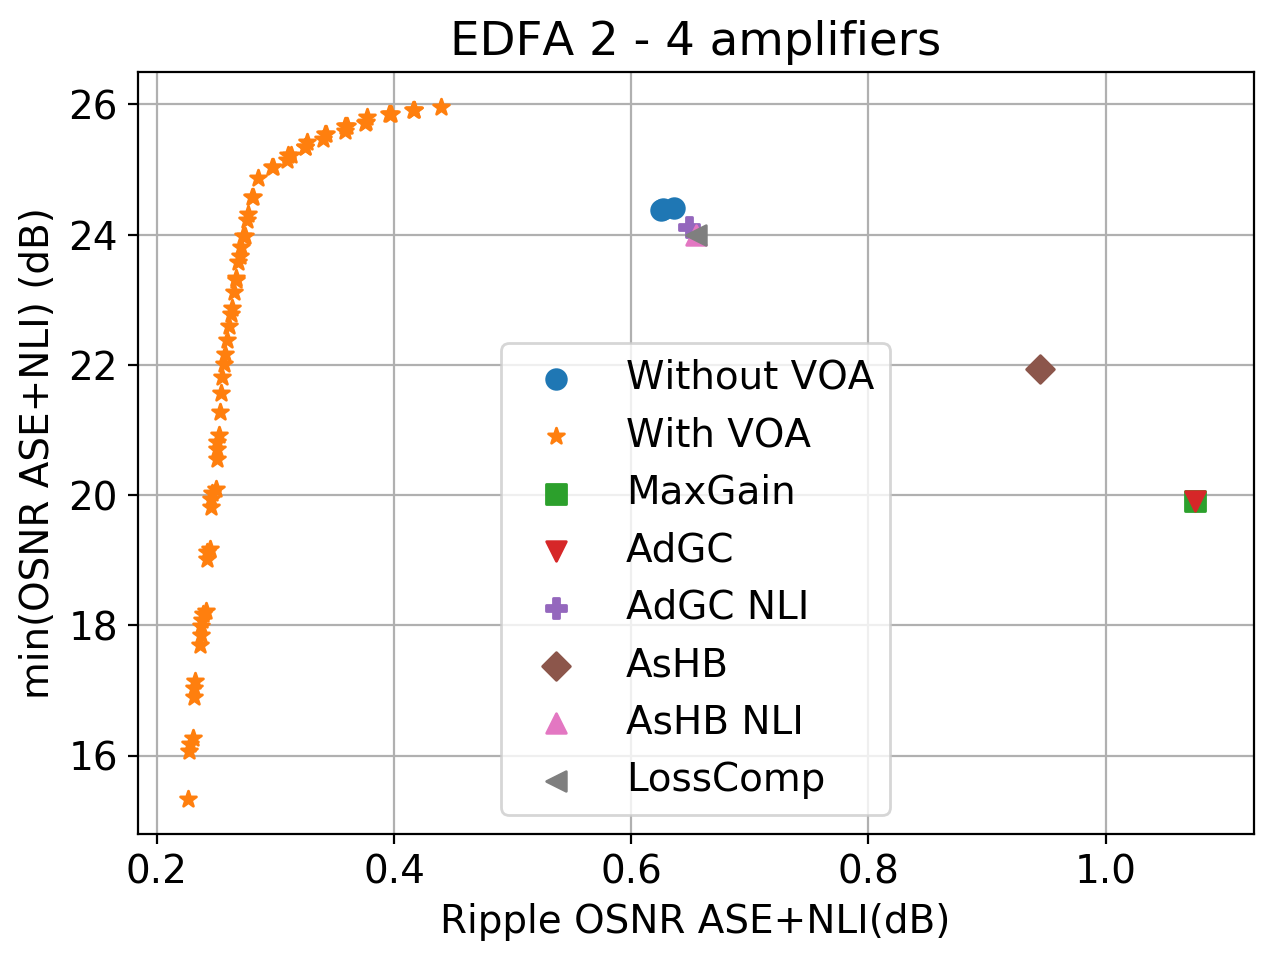 EDFA 2 - 4 amplifiers
26
24
22
20
18
16
min(OSNR ASE+NLI) (dB)
Without VOA
With VOA
MaxGain
AdGC
AdGC NLI
AsHB
AsHB NLI
LossComp
0.2 0.4 0.6 0.8 1.0
Ripple OSNR ASE+NLI(dB)